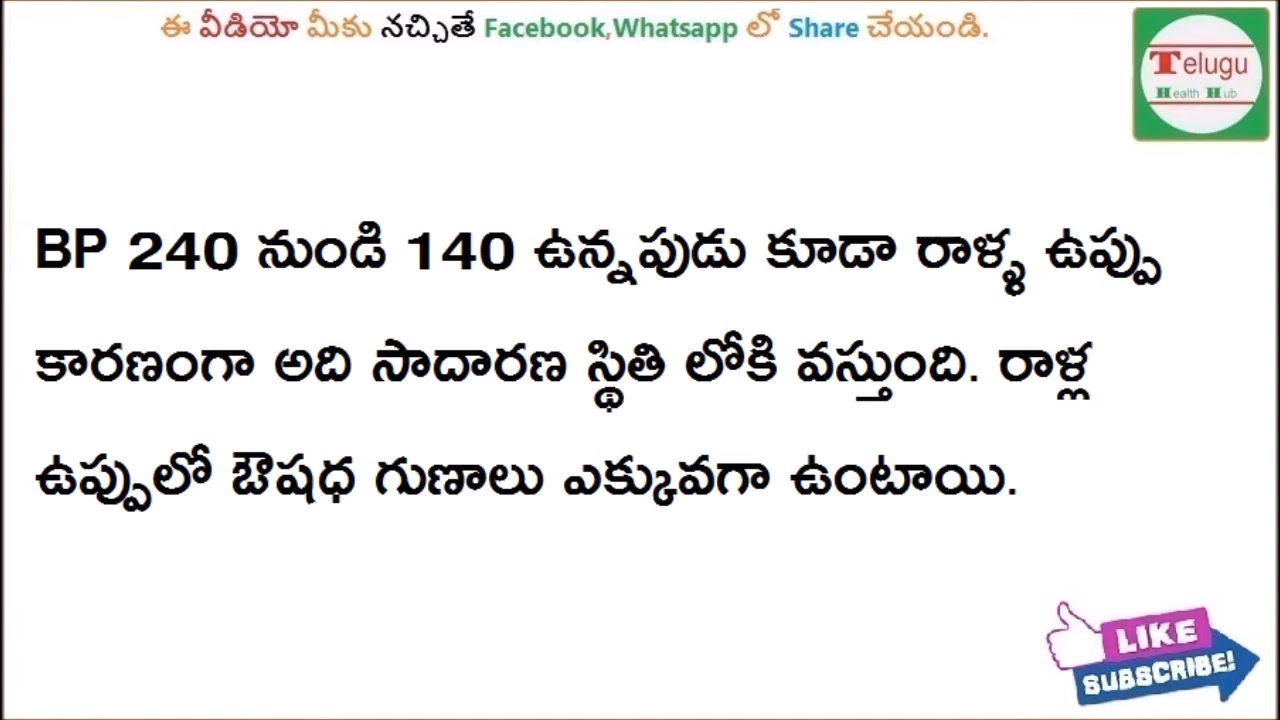 ఈ వీడియో మీకు నచ్చితే Facebook,Whatsapp లో Share చేయండి.
Telugu
Health Hub
BP 240 నుండి 140 ఉన్నపుడు కూడా రాళ్ళ ఉప్పు
కారణంగా అది సాదారణ స్థితి లోకి వస్తుంది. రాళ్ల
ఉప్పులో ఔషధ గుణాలు ఎక్కువగా ఉంటాయి.
LIKE
SUBSCRIBE!